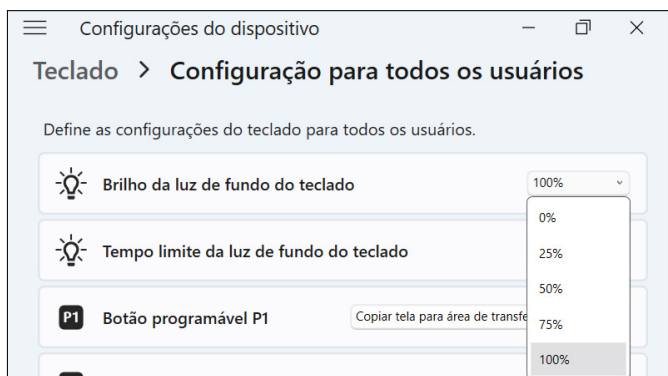 Configurações do dispositivo
Teclado > Configuração para todos os usuários
Define as configurações do teclado para todos os usuários.
Brilho da luz de fundo do teclado 100%
0%
Tempo limite da luz de fundo do teclado 25%
50%
P1 Botão programável P1 Copiar tela para área de 75%
100%